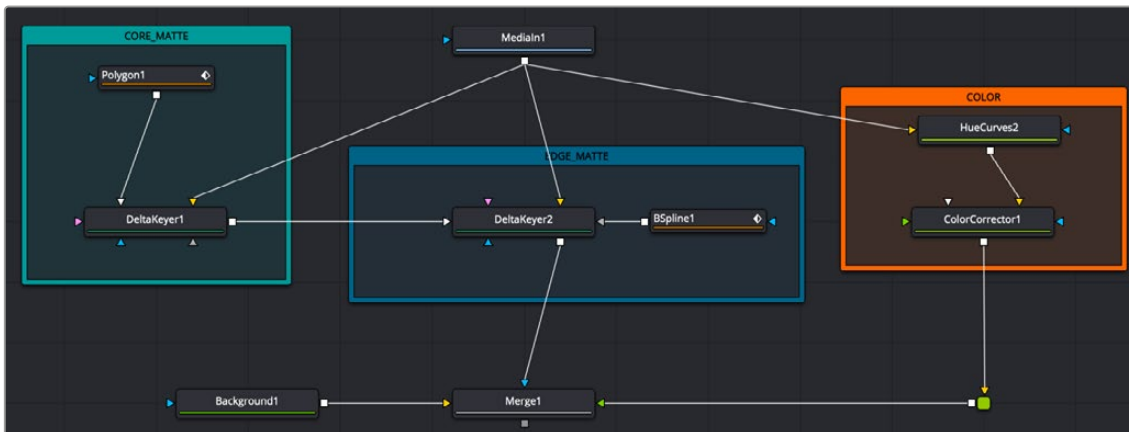 CORE_MATTE
MediaIn1
Polygon1
COLOR
HueCurves2
EDGE_MATTE
DeltaKeyer1
DeltaKeyer2
BSpline1
ColorCorrector1
Background1
Merge1